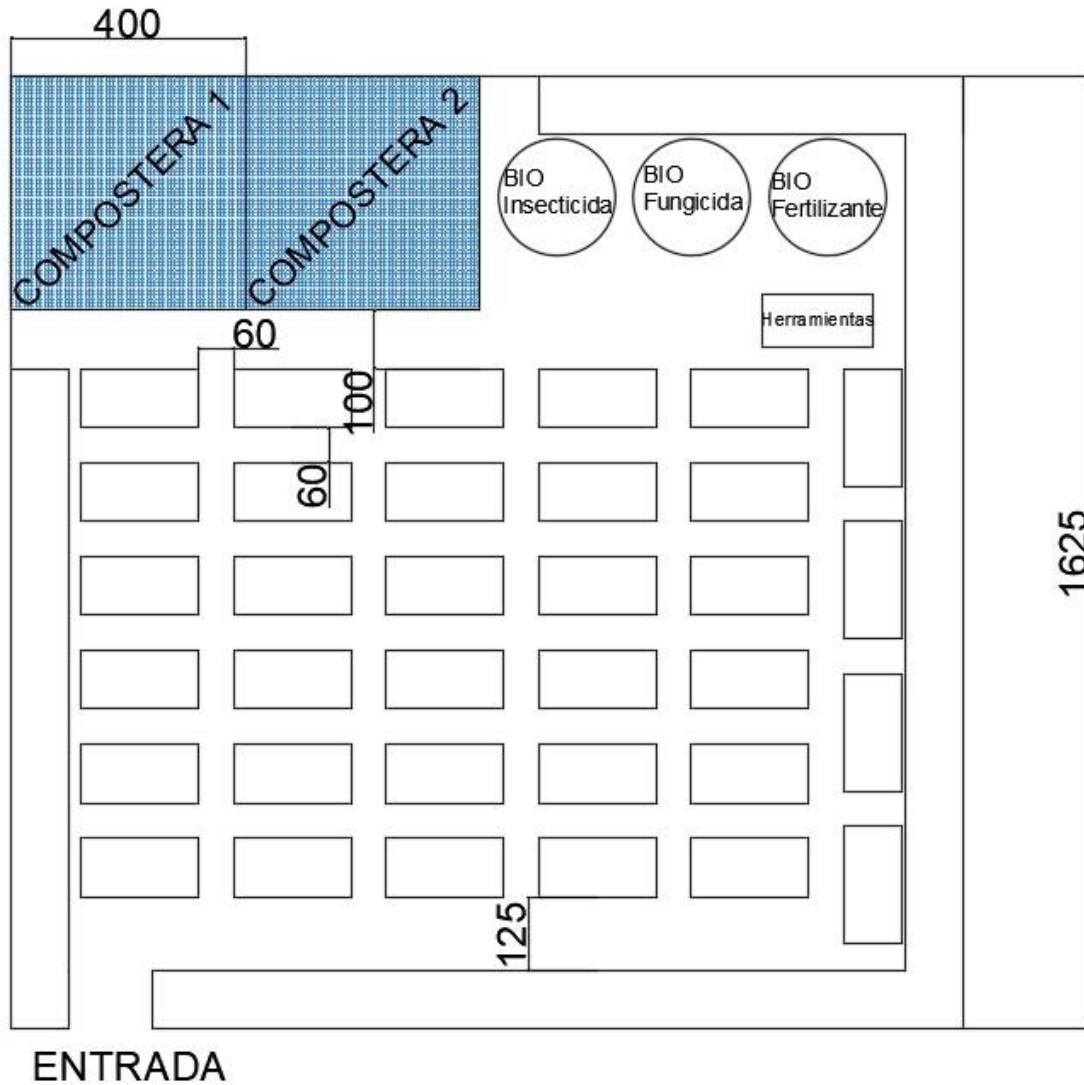 400
COMPOSTERA 1
COMPOSTERA 2
BIO
Insecticida
BIO
Fungicida
BIO
Fertilizante
Herramientas
60
100
60
1625
125
ENTRADA